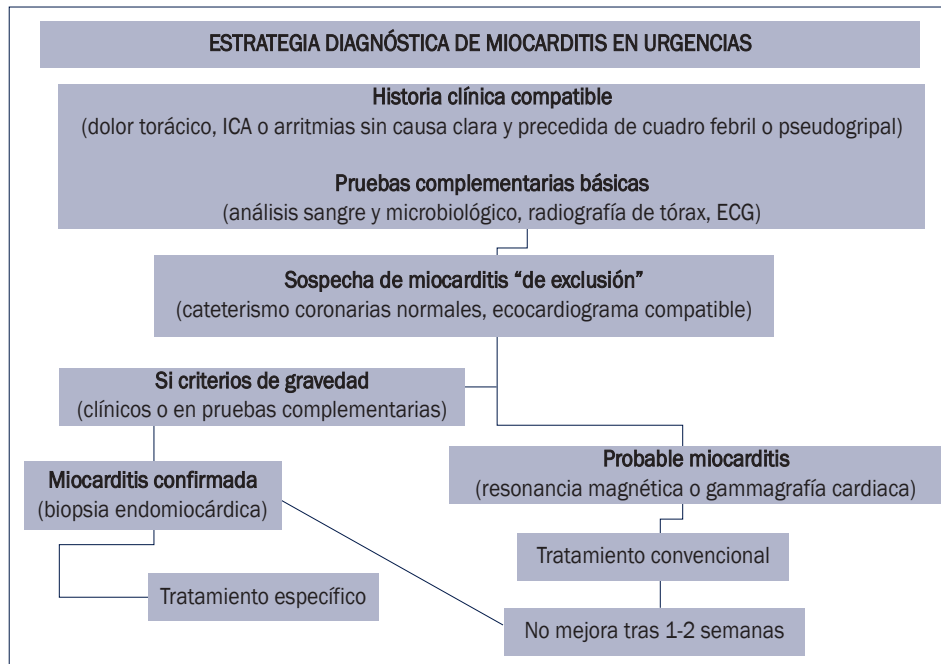 ESTRATEGIA DIAGNÓSTICA DE MIOCARDITIS EN URGENCIAS
Historia clínica compatible
(dolor torácico, ICA o arritmias sin causa clara y precedida de cuadro febril o pseudogripal)
Pruebas complementarias básicas
(análisis sangre y microbiológico, radiografía de tórax, ECG)
Sospecha de miocarditis “de exclusión”
(cateterismo coronarias normales, ecocardiograma compatible)
Si criterios de gravedad
(clínicos o en pruebas complementarias)
Miocarditis confirmada
(biopsia endomiocárdica)
Tratamiento específico
Probable miocarditis
(resonancia magnética o gammagrafía cardiaca)
Tratamiento convencional
No mejora tras 1-2 semanas